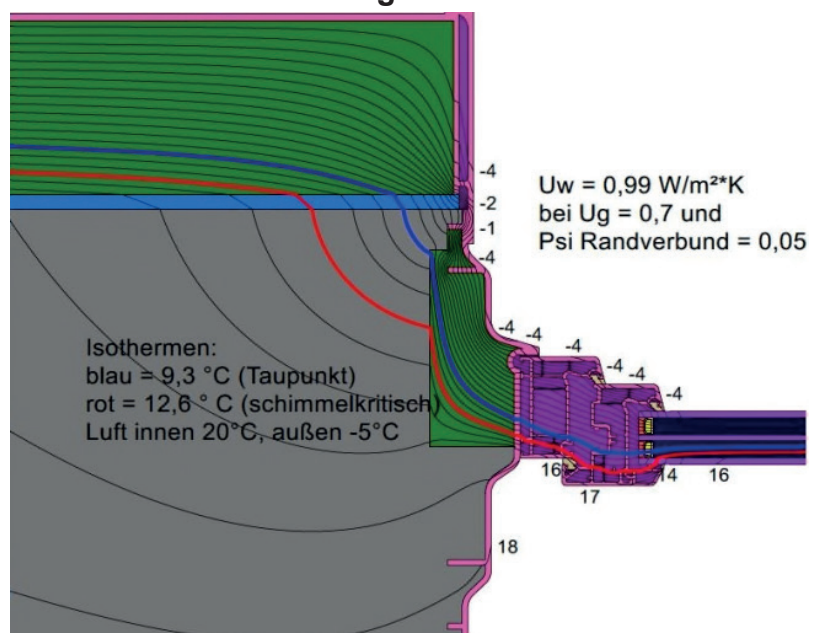 -4
-2
-1
-4
Uw = 0,99 W/m²*K
bei Ug = 0,7 und
Psi Randverbund = 0,05
-4
-4
-4
-4
-4
-4
Isothermen:
blau = 9,3 °C (Taupunkt)
rot = 12,6 ° C (schimmelkritisch)
Luft innen 20°C, außen -5°C
16
17
14
16
18